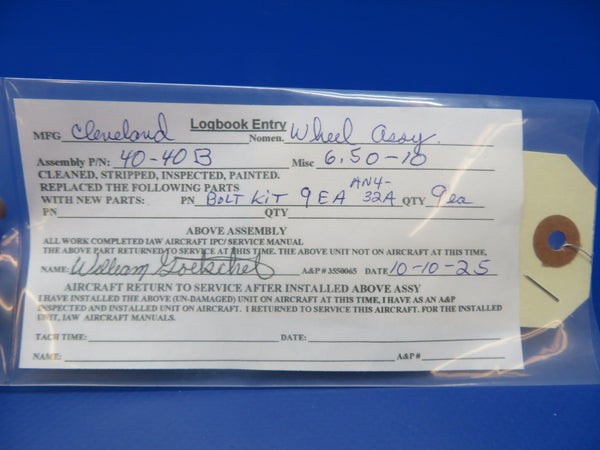 Logbook Entry
MFG Cleveland Nomen. Wheel Assy.
Assembly P/N: 40-40B Misc 6.50-10
CLEANED, STRIPPED, INSPECTED, PAINTED.
REPLACED THE FOLLOWING PARTS
WITH NEW PARTS: PN BOLT KIT 9 EA AN4-32A QTY 9ea
PN QTY
ABOVE ASSEMBLY
ALL WORK COMPLETED IAW AIRCRAFT IPC/ SERVICE MANUAL
THE ABOVE PART RETURNED TO SERVICE AT THIS TIME. THE ABOVE UNIT NOT ON AIRCRAFT AT THIS TIME,
NAME: William Goetschel A&P # 3550065 DATE 10-10-25
AIRCRAFT RETURN TO SERVICE AFTER INSTALLED ABOVE ASSY
I HAVE INSTALLED THE ABOVE (UN-DAMAGED) UNIT ON AIRCRAFT AT THIS TIME, I HAVE AS AN A&P
INSPECTED AND INSTALLED UNIT ON AIRCRAFT. I RETURNED TO SERVICE THIS AIRCRAFT. FOR THE INSTALLED
UNIT, IAW AIRCRAFT MANUALS.
TACH TIME: DATE:
NAME: A&P #